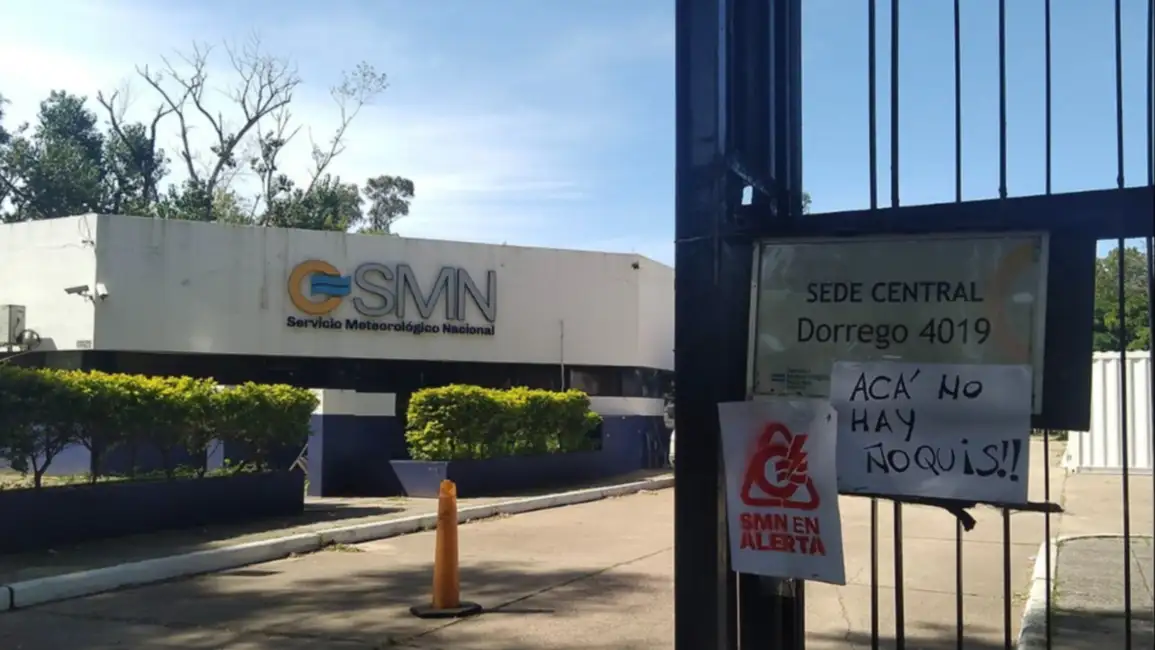 SMN
Servicio Meteorológico Nacional
SEDE CENTRAL
Dorrego 4019
ACÁ NO
HAY
ÑOQUIS!!
SMN EN
ALERTA